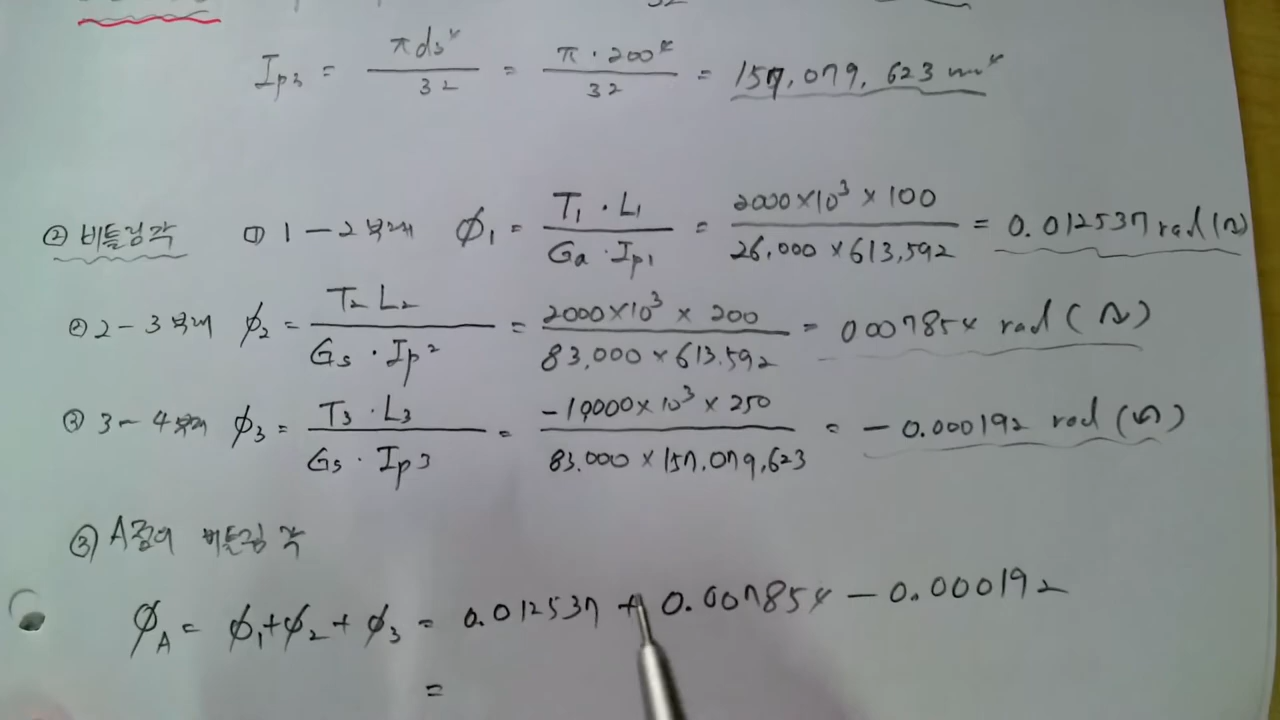 32
Ip3 = πd3⁴/32 = π·200⁴/32 = 157,079,623 mm⁴
② 비틀림각 ① 1-2부재 ϕ1 = T1·L1/Ga·Ip1 = 2000×10³×100/26,000×613,592 = 0.012537 rad(↷)
② 2-3부재 ϕ2 = T2L2/Gs·Ip2 = 2000×10³×200/83,000×613,592 = 0.007854 rad(↷)
③ 3-4부재 ϕ3 = T3·L3/Gs·Ip3 = -10000×10³×250/83,000×157,079,623 = -0.000192 rad(↶)
③ A점의 비틀림 각
ϕA = ϕ1+ϕ2+ϕ3 = 0.012537 + 0.007854 - 0.000192
=